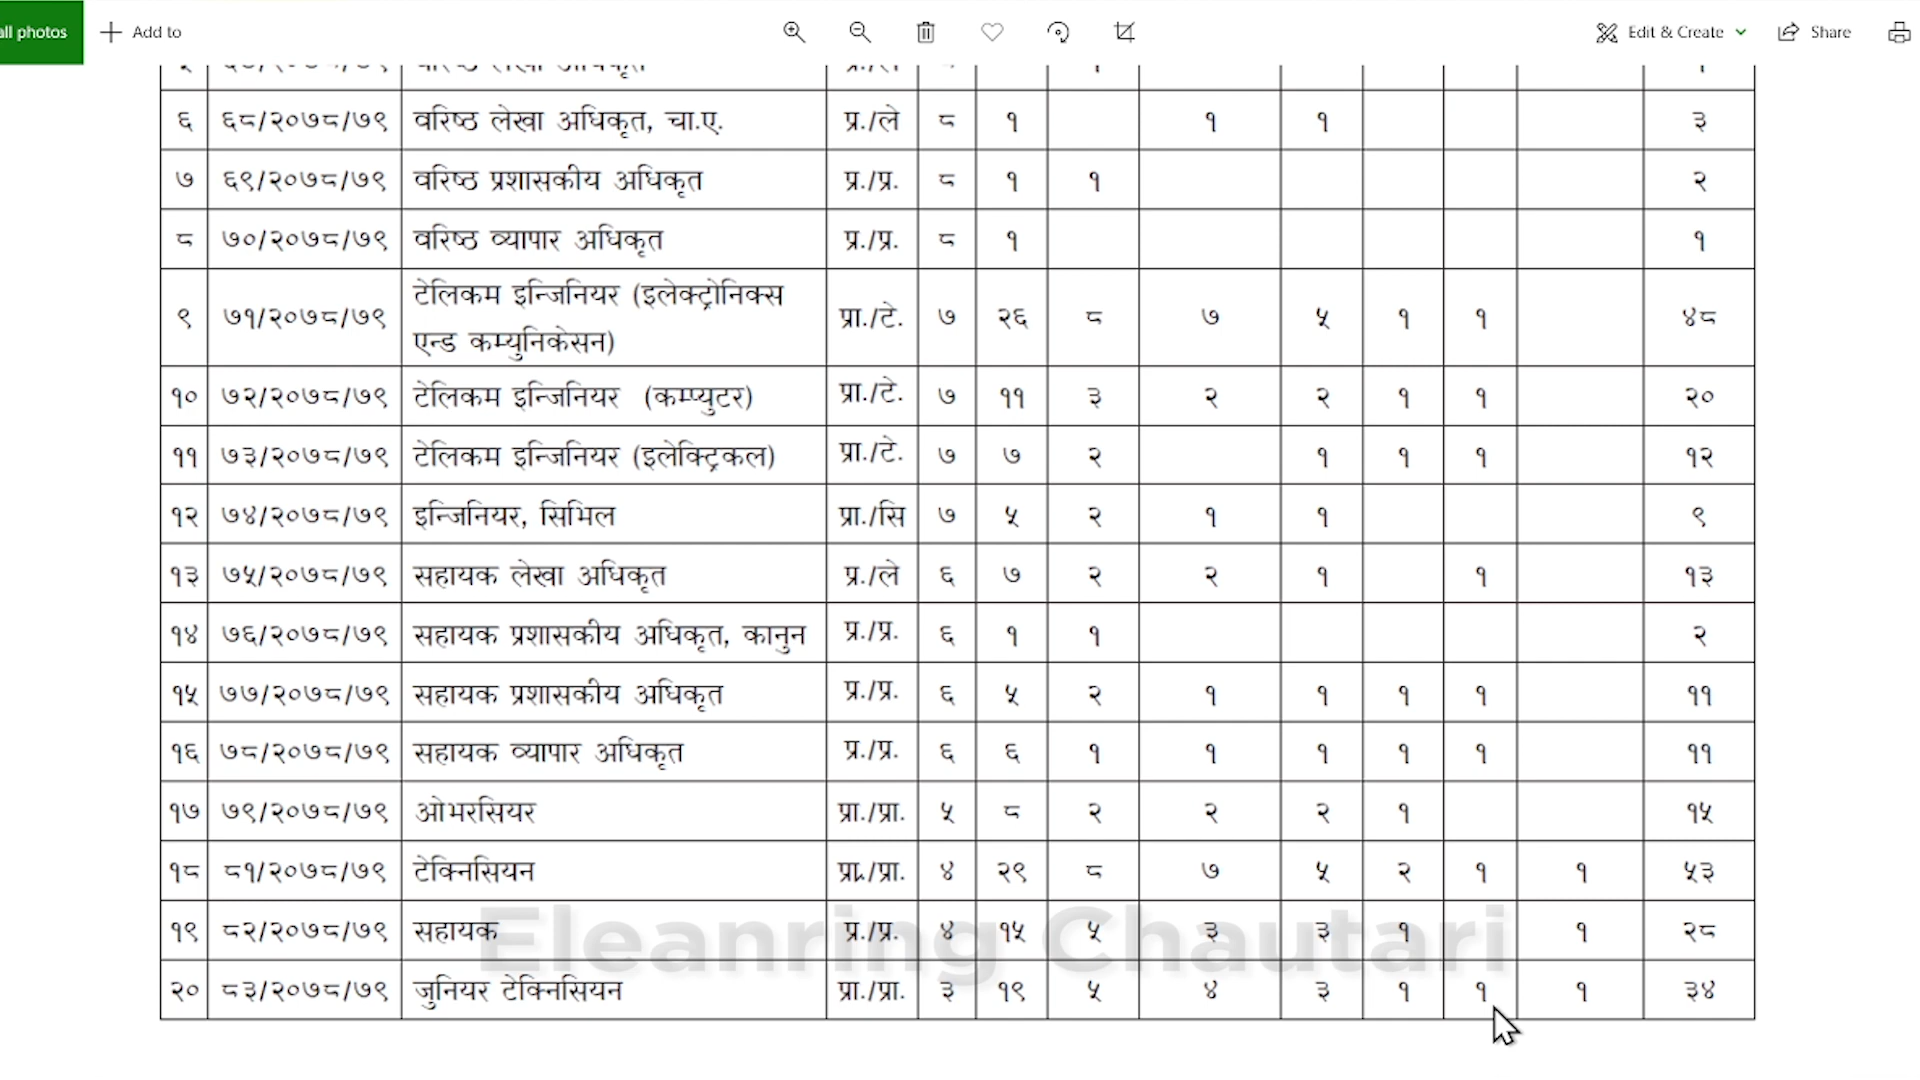 all photos Add to Edit & Create Share
६ ६८/२०७८/७९ वरिष्ठ लेखा अधिकृत, चा.ए. प्र./ले ८ १ १ १ ३
७ ६९/२०७८/७९ वरिष्ठ प्रशासकीय अधिकृत प्र./प्र. ८ १ १ २
८ ७०/२०७८/७९ वरिष्ठ व्यापार अधिकृत प्र./प्र. ८ १ १
९ ७१/२०७८/७९ टेलिकम इन्जिनियर (इलेक्ट्रोनिक्स प्रा./टे. ७ २६ ८ ७ ५ १ १ ४८
एन्ड कम्युनिकेसन)
१० ७२/२०७८/७९ टेलिकम इन्जिनियर (कम्प्युटर) प्रा./टे. ७ ११ ३ २ २ १ १ २०
११ ७३/२०७८/७९ टेलिकम इन्जिनियर (इलेक्ट्रिकल) प्रा./टे. ७ ७ २ १ १ १ १२
१२ ७४/२०७८/७९ इन्जिनियर, सिभिल प्रा./सि ७ ५ २ १ १ ९
१३ ७५/२०७८/७९ सहायक लेखा अधिकृत प्र./ले ६ ७ २ २ १ १ १३
१४ ७६/२०७८/७९ सहायक प्रशासकीय अधिकृत, कानुन प्र./प्र. ६ १ १ २
१५ ७७/२०७८/७९ सहायक प्रशासकीय अधिकृत प्र./प्र. ६ ५ २ १ १ १ १ ११
१६ ७८/२०७८/७९ सहायक व्यापार अधिकृत प्र./प्र. ६ ६ १ १ १ १ १ ११
१७ ७९/२०७८/७९ ओभरसियर प्रा./प्रा. ५ ८ २ २ २ १ १५
१८ ८१/२०७८/७९ टेक्निसियन प्रा./प्रा. ४ २९ ८ ७ ५ २ १ १ ५३
१९ ८२/२०७८/७९ सहायक प्र./प्र. ४ १५ ५ ३ ३ १ १ २८
Eleanring Chautari
२० ८३/२०७८/७९ जुनियर टेक्निसियन प्रा./प्रा. ३ १९ ५ ४ ३ १ १ १ ३४